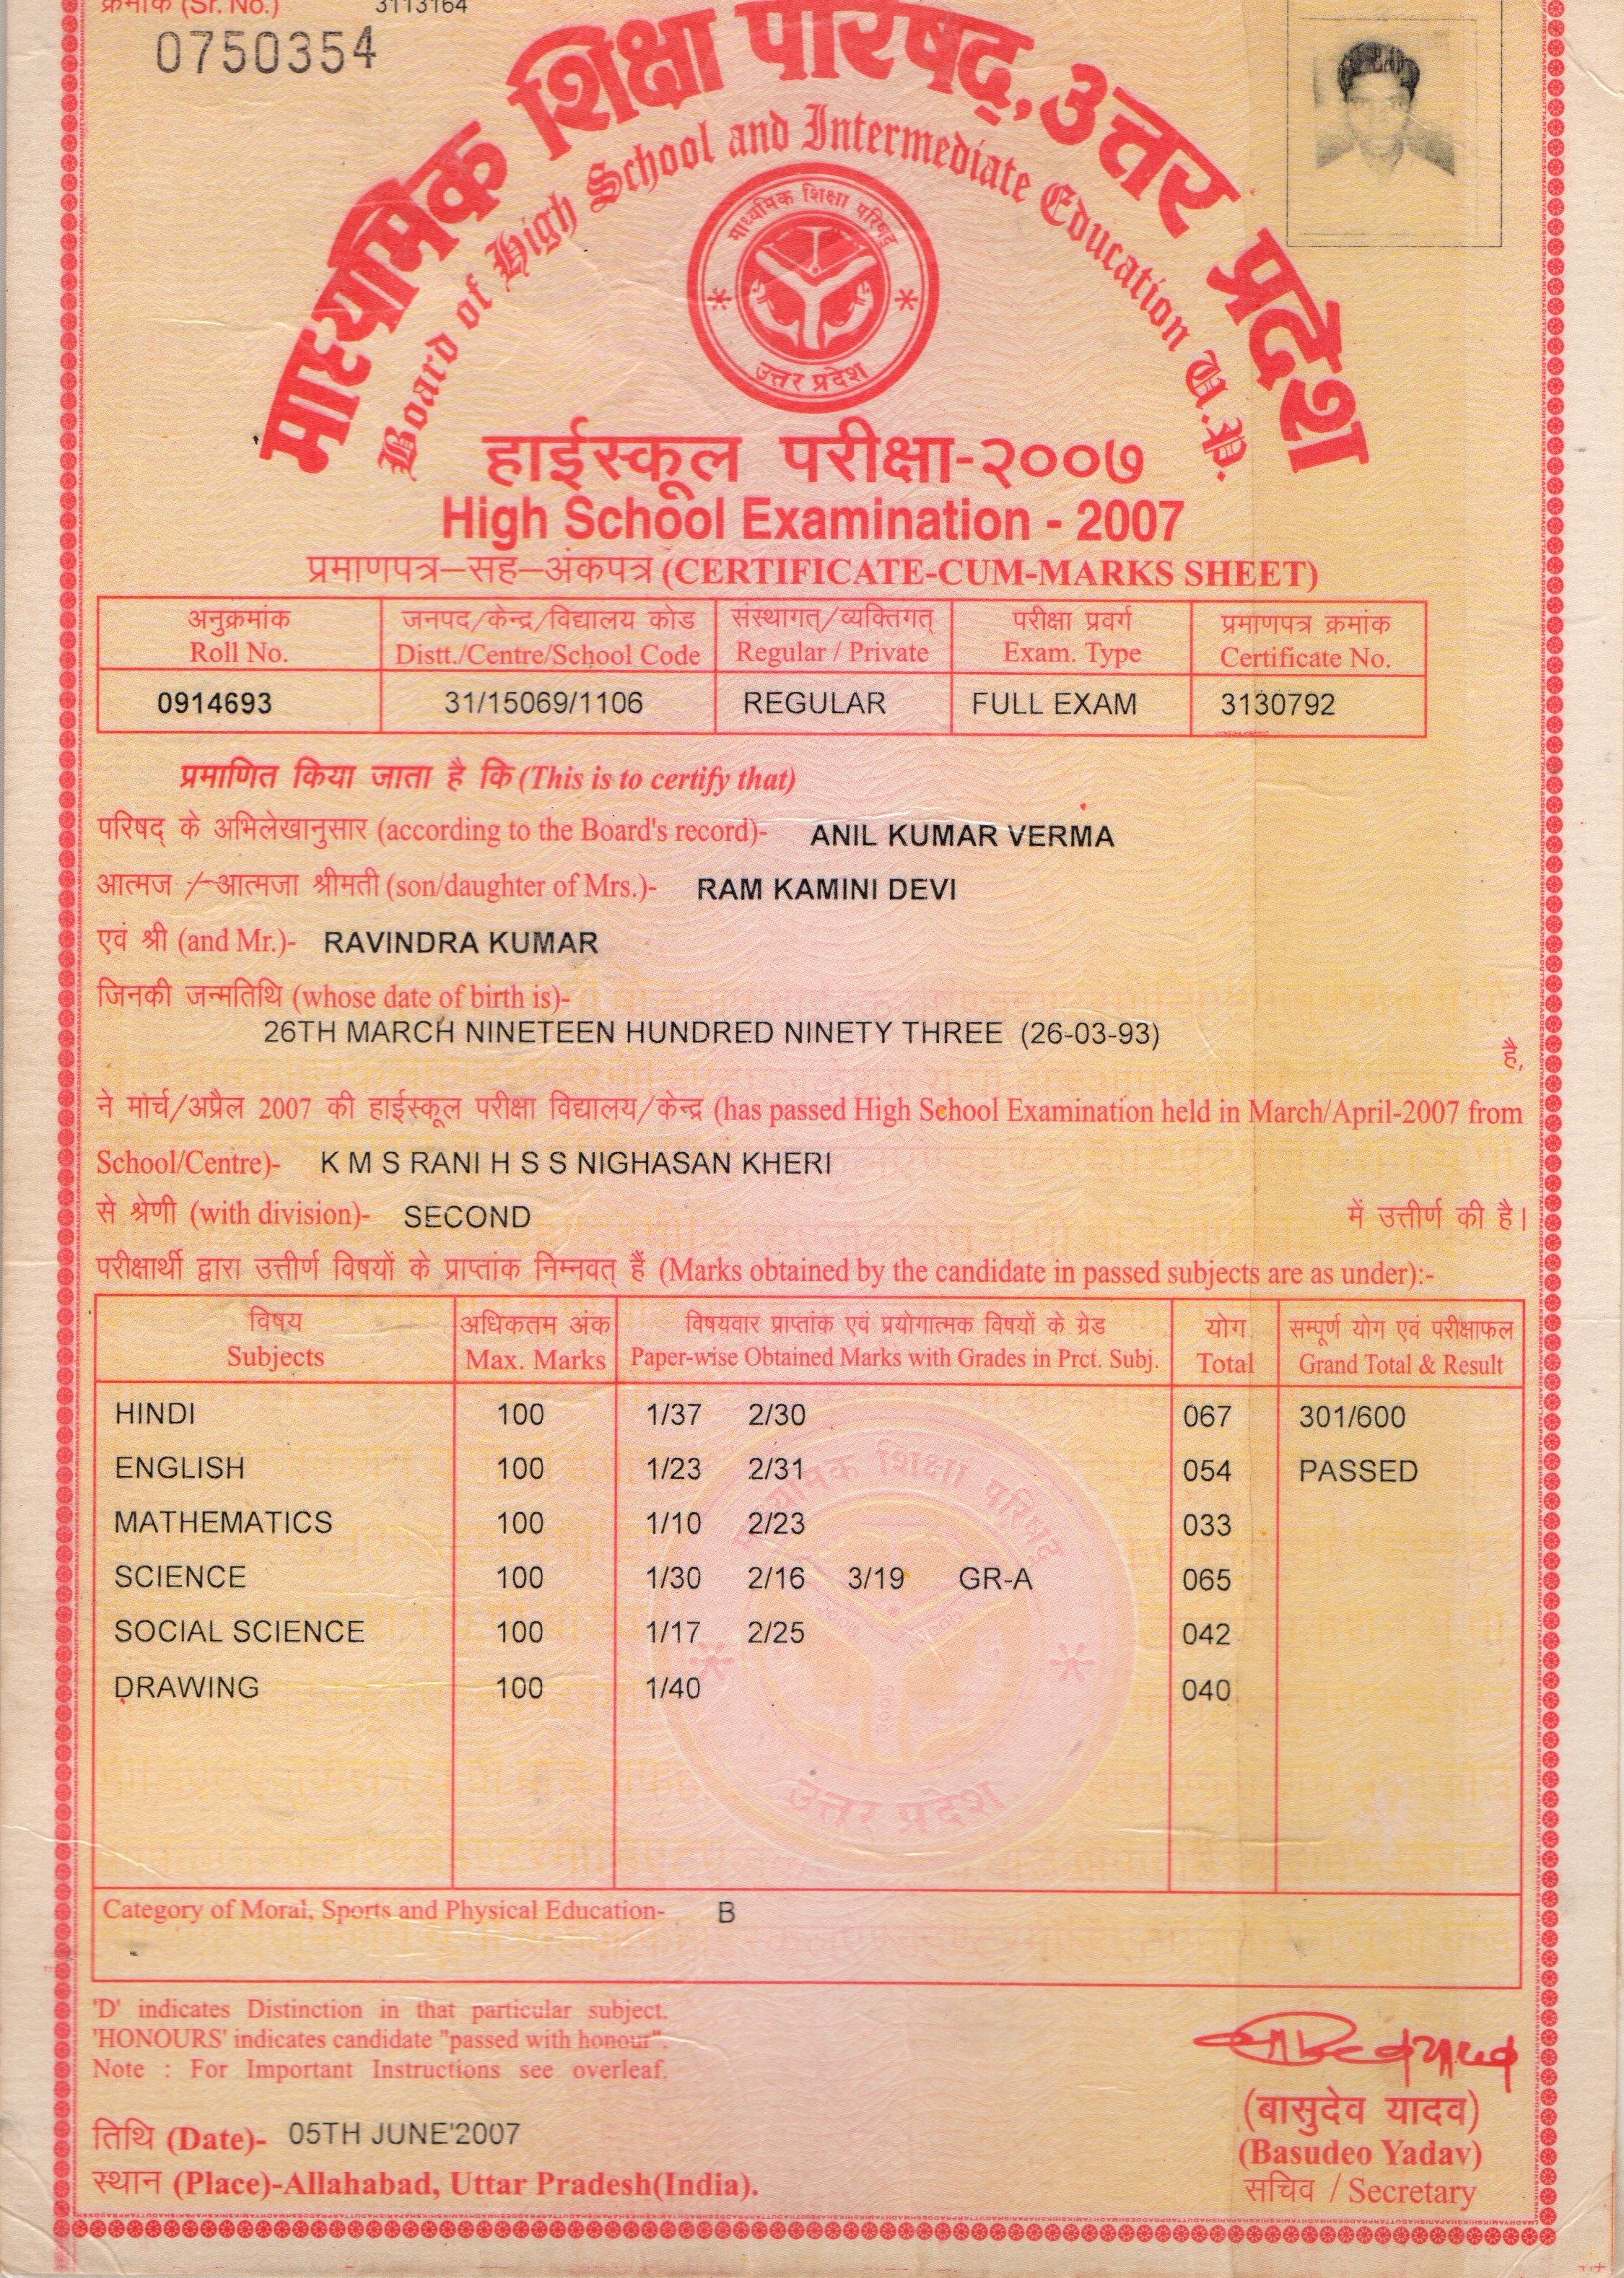 क्रमांक (Sr. No.) 3113164
0750354
माध्यमिक शिक्षा परिषद्, उत्तर प्रदेश
Board of High School and Intermediate Education U.P.
माध्यमिक शिक्षा परिषद्
उत्तर प्रदेश
हाईस्कूल परीक्षा-२००७
High School Examination - 2007
प्रमाणपत्र–सह–अंकपत्र (CERTIFICATE-CUM-MARKS SHEET)
अनुक्रमांक जनपद/केन्द्र/विद्यालय कोड संस्थागत्/व्यक्तिगत् परीक्षा प्रवर्ग प्रमाणपत्र क्रमांक
Roll No. Distt./Centre/School Code Regular / Private Exam. Type Certificate No.
0914693 31/15069/1106 REGULAR FULL EXAM 3130792
प्रमाणित किया जाता है कि (This is to certify that)
परिषद् के अभिलेखानुसार (according to the Board's record)- ANIL KUMAR VERMA
आत्मज / आत्मजा श्रीमती (son/daughter of Mrs.)- RAM KAMINI DEVI
एवं श्री (and Mr.)- RAVINDRA KUMAR
जिनकी जन्मतिथि (whose date of birth is)-
26TH MARCH NINETEEN HUNDRED NINETY THREE (26-03-93)
है,
ने मार्च/अप्रैल 2007 की हाईस्कूल परीक्षा विद्यालय/केन्द्र (has passed High School Examination held in March/April-2007 from
School/Centre)- K M S RANI H S S NIGHASAN KHERI
से श्रेणी (with division)- SECOND में उत्तीर्ण की है।
परीक्षार्थी द्वारा उत्तीर्ण विषयों के प्राप्तांक निम्नवत् हैं (Marks obtained by the candidate in passed subjects are as under):-
विषय अधिकतम अंक विषयवार प्राप्तांक एवं प्रयोगात्मक विषयों के ग्रेड योग सम्पूर्ण योग एवं परीक्षाफल
Subjects Max. Marks Paper-wise Obtained Marks with Grades in Prct. Subj. Total Grand Total & Result
HINDI 100 1/37 2/30 067 301/600
ENGLISH 100 1/23 2/31 054 PASSED
MATHEMATICS 100 1/10 2/23 033
SCIENCE 100 1/30 2/16 3/19 GR-A 065
SOCIAL SCIENCE 100 1/17 2/25 042
DRAWING 100 1/40 040
माध्यमिक शिक्षा परिषद्
उत्तर प्रदेश
Category of Moral, Sports and Physical Education- B
'D' indicates Distinction in that particular subject.
'HONOURS' indicates candidate "passed with honour".
Note : For Important Instructions see overleaf.
तिथि (Date)- 05TH JUNE'2007
स्थान (Place)-Allahabad, Uttar Pradesh(India).
(बासुदेव यादव)
(Basudeo Yadav)
सचिव / Secretary